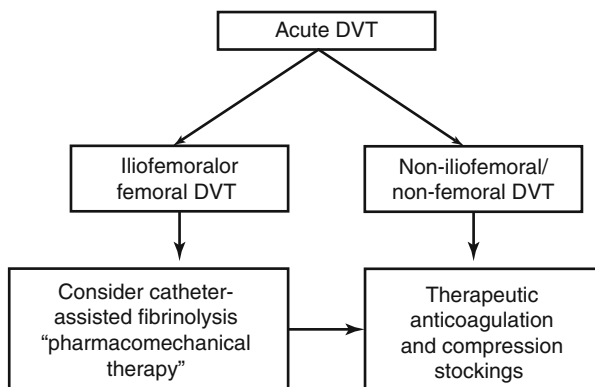 Acute DVT
Iliofemoralor
femoral DVT
Non-iliofemoral/
non-femoral DVT
Consider catheter-
assisted fibrinolysis
“pharmacomechanical
therapy”
Therapeutic
anticoagulation
and compression
stockings